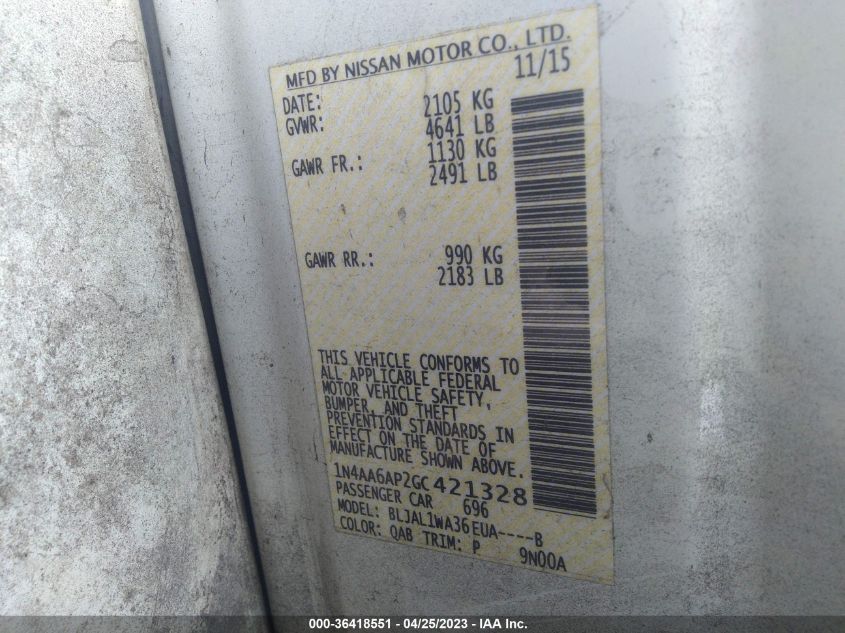 MFD BY NISSAN MOTOR CO., LTD.
DATE: 11/15
GVWR: 2105 KG
4641 LB
GAWR FR.: 1130 KG
2491 LB
GAWR RR.: 990 KG
2183 LB
THIS VEHICLE CONFORMS TO
ALL APPLICABLE FEDERAL
MOTOR VEHICLE SAFETY,
BUMPER, AND THEFT
PREVENTION STANDARDS IN
EFFECT ON THE DATE OF
MANUFACTURE SHOWN ABOVE.
1N4AA6AP2GC421328
PASSENGER CAR 696
MODEL: BLJAL1WA36EUA----B
COLOR: QAB TRIM: P 9N00A
000-36418551 - 04/25/2023 - IAA Inc.